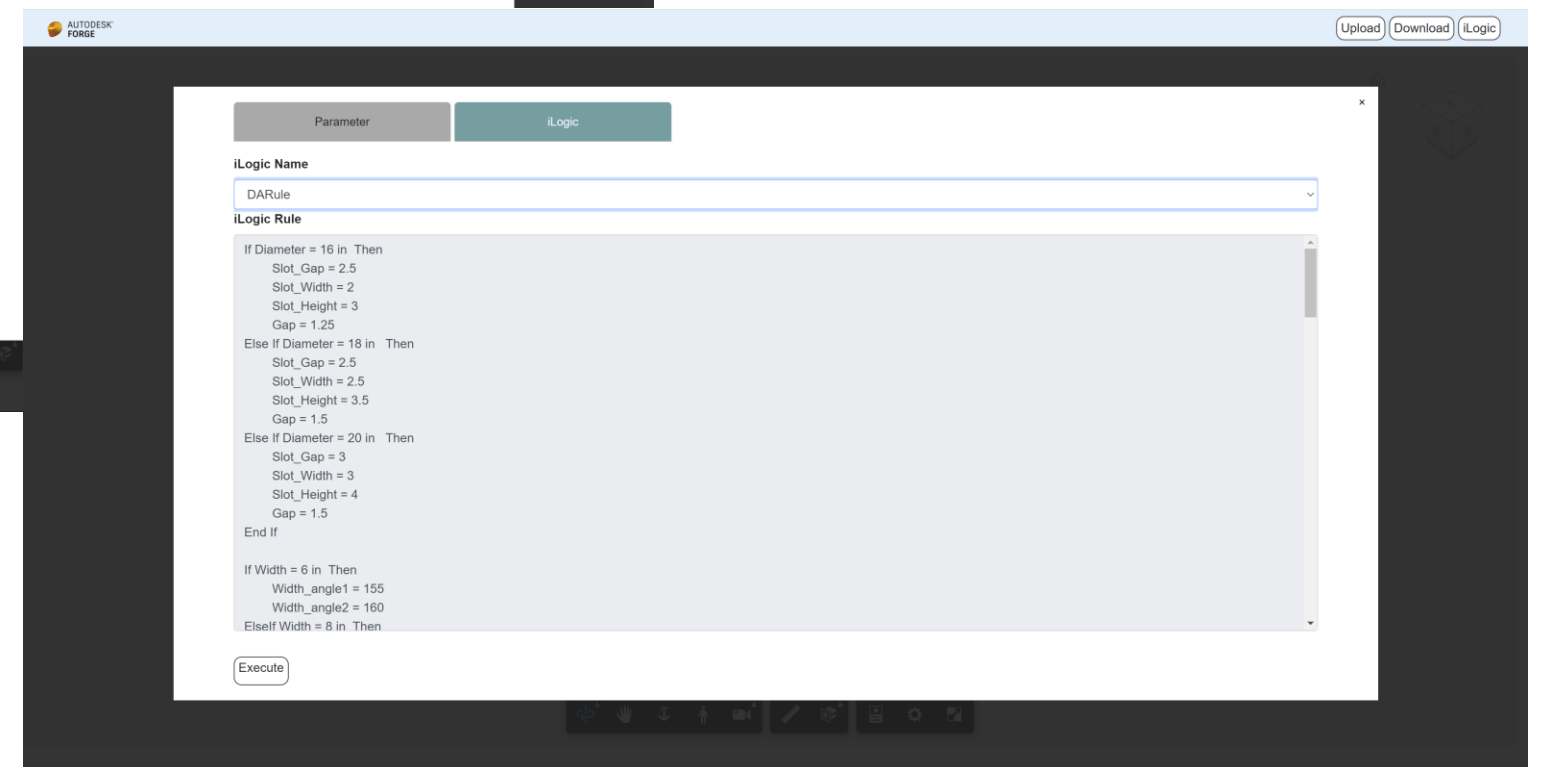 AUTODESK
FORGE
Upload Download iLogic
×
Parameter iLogic
iLogic Name
DARule
iLogic Rule
If Diameter = 16 in  Then
Slot_Gap = 2.5
Slot_Width = 2
Slot_Height = 3
Gap = 1.25
Else If Diameter = 18 in   Then
Slot_Gap = 2.5
Slot_Width = 2.5
Slot_Height = 3.5
Gap = 1.5
Else If Diameter = 20 in   Then
Slot_Gap = 3
Slot_Width = 3
Slot_Height = 4
Gap = 1.5
End If
If Width = 6 in  Then
Width_angle1 = 155
Width_angle2 = 160
ElseIf Width = 8 in  Then
Execute